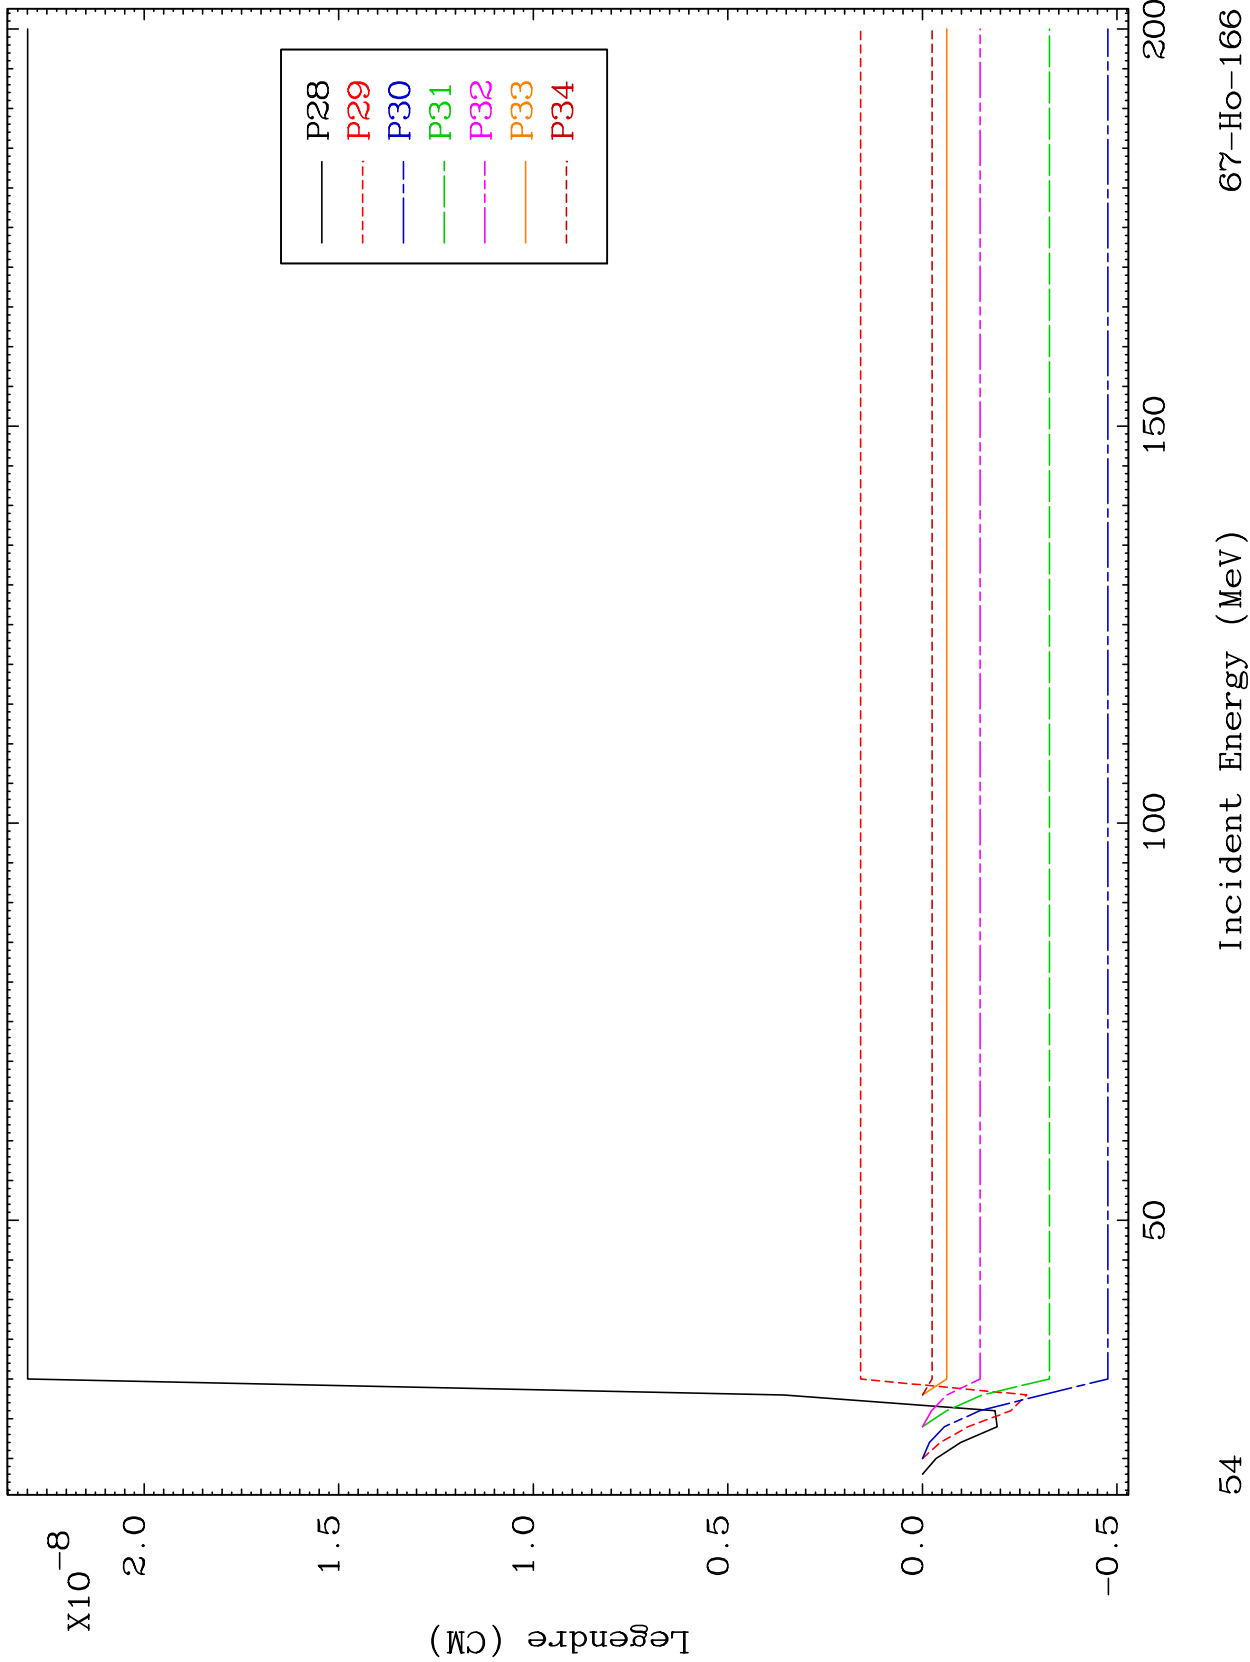 X10-8
2.0
1.5
1.0
0.5
0.0
-0.5
Legendre (CM)
P28
P29
P30
P31
P32
P33
P34
50
100
150
200
Incident Energy (MeV)
54
67-Ho-166